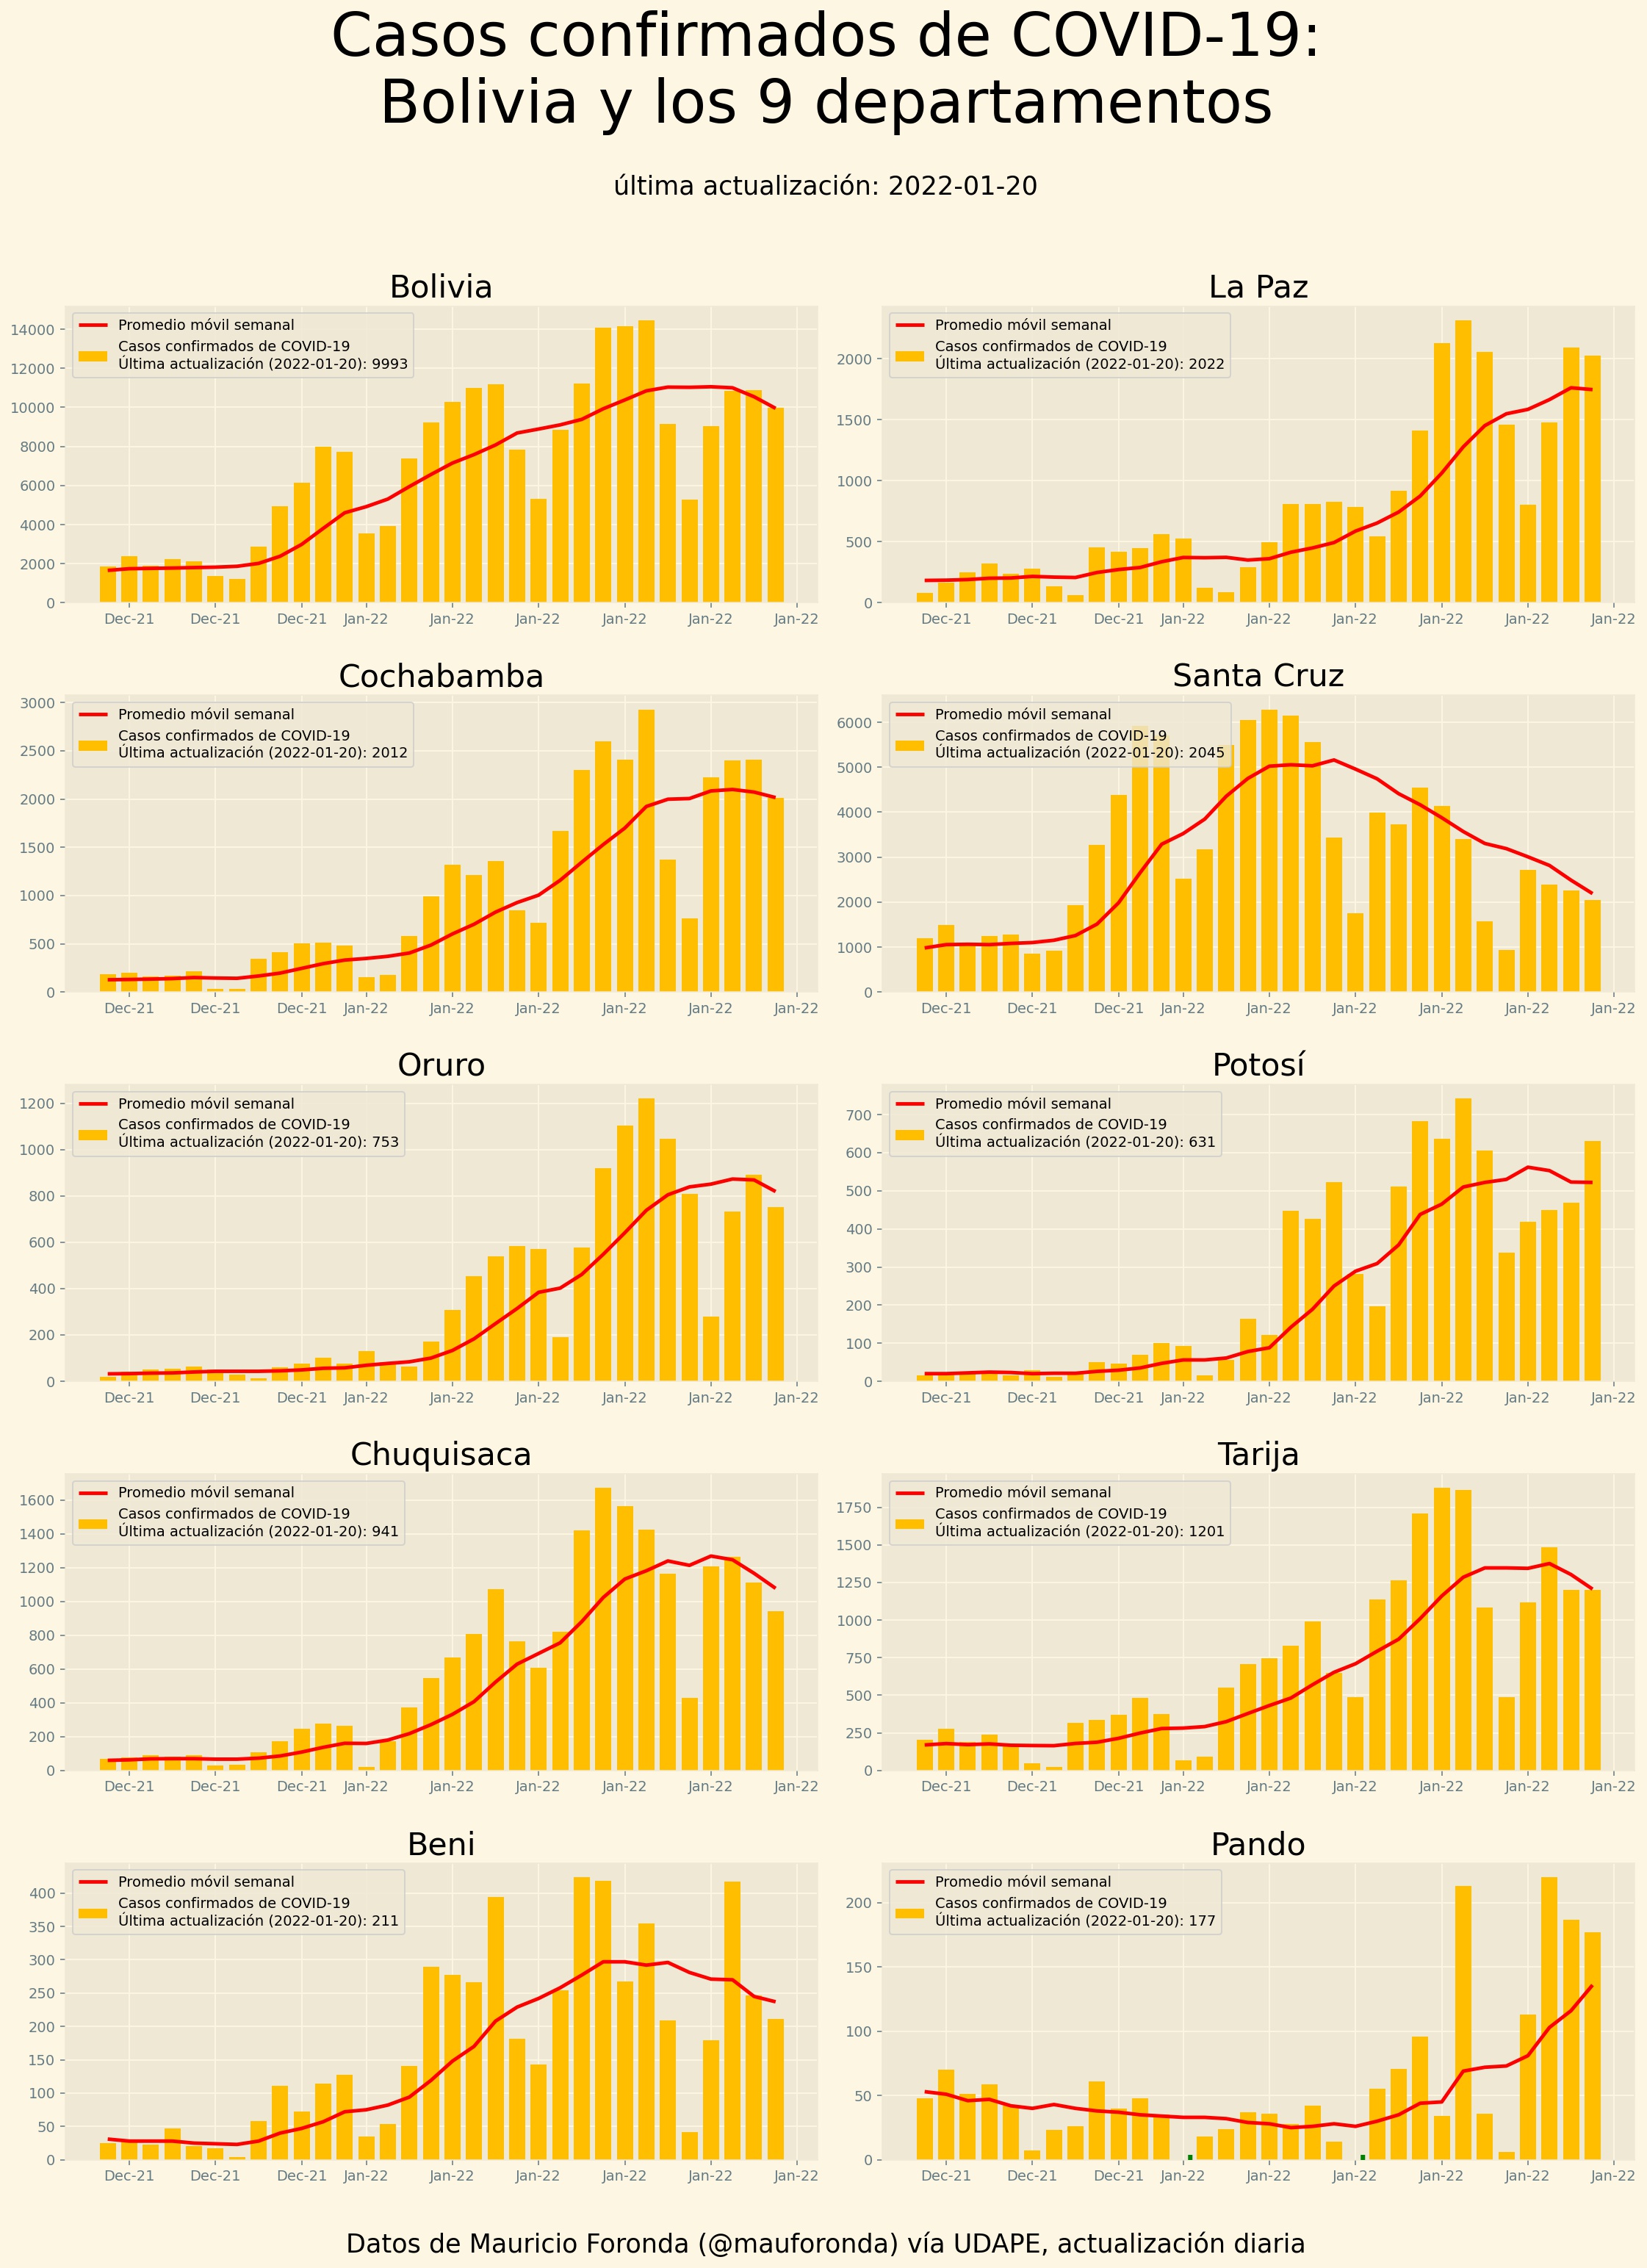 Casos confirmados de COVID-19:
Bolivia y los 9 departamentos
última actualización: 2022-01-20
Bolivia
Promedio móvil semanal
Casos confirmados de COVID-19
Última actualización (2022-01-20): 9993
14000
12000
10000
8000
6000
4000
2000
0
Dec-21 Dec-21 Dec-21 Jan-22 Jan-22 Jan-22 Jan-22 Jan-22 Jan-22
La Paz
Promedio móvil semanal
Casos confirmados de COVID-19
Última actualización (2022-01-20): 2022
2000
1500
1000
500
0
Dec-21 Dec-21 Dec-21 Jan-22 Jan-22 Jan-22 Jan-22 Jan-22 Jan-22
Cochabamba
Promedio móvil semanal
Casos confirmados de COVID-19
Última actualización (2022-01-20): 2012
3000
2500
2000
1500
1000
500
0
Dec-21 Dec-21 Dec-21 Jan-22 Jan-22 Jan-22 Jan-22 Jan-22 Jan-22
Santa Cruz
Promedio móvil semanal
Casos confirmados de COVID-19
Última actualización (2022-01-20): 2045
6000
5000
4000
3000
2000
1000
0
Dec-21 Dec-21 Dec-21 Jan-22 Jan-22 Jan-22 Jan-22 Jan-22 Jan-22
Oruro
Promedio móvil semanal
Casos confirmados de COVID-19
Última actualización (2022-01-20): 753
1200
1000
800
600
400
200
0
Dec-21 Dec-21 Dec-21 Jan-22 Jan-22 Jan-22 Jan-22 Jan-22 Jan-22
Potosí
Promedio móvil semanal
Casos confirmados de COVID-19
Última actualización (2022-01-20): 631
700
600
500
400
300
200
100
0
Dec-21 Dec-21 Dec-21 Jan-22 Jan-22 Jan-22 Jan-22 Jan-22 Jan-22
Chuquisaca
Promedio móvil semanal
Casos confirmados de COVID-19
Última actualización (2022-01-20): 941
1600
1400
1200
1000
800
600
400
200
0
Dec-21 Dec-21 Dec-21 Jan-22 Jan-22 Jan-22 Jan-22 Jan-22 Jan-22
Tarija
Promedio móvil semanal
Casos confirmados de COVID-19
Última actualización (2022-01-20): 1201
1750
1500
1250
1000
750
500
250
0
Dec-21 Dec-21 Dec-21 Jan-22 Jan-22 Jan-22 Jan-22 Jan-22 Jan-22
Beni
Promedio móvil semanal
Casos confirmados de COVID-19
Última actualización (2022-01-20): 211
400
350
300
250
200
150
100
50
0
Dec-21 Dec-21 Dec-21 Jan-22 Jan-22 Jan-22 Jan-22 Jan-22 Jan-22
Pando
Promedio móvil semanal
Casos confirmados de COVID-19
Última actualización (2022-01-20): 177
200
150
100
50
0
Dec-21 Dec-21 Dec-21 Jan-22 Jan-22 Jan-22 Jan-22 Jan-22 Jan-22
Datos de Mauricio Foronda (@mauforonda) vía UDAPE, actualización diaria